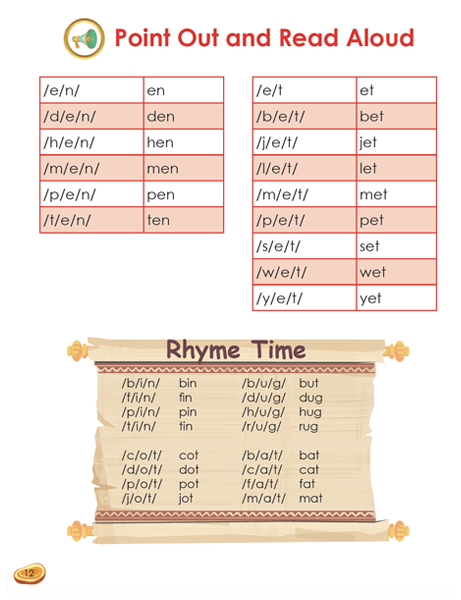 Point Out and Read Aloud
/e/n/ en
/d/e/n/ den
/h/e/n/ hen
/m/e/n/ men
/p/e/n/ pen
/t/e/n/ ten
/e/t et
/b/e/t/ bet
/j/e/t/ jet
/l/e/t/ let
/m/e/t/ met
/p/e/t/ pet
/s/e/t/ set
/w/e/t/ wet
/y/e/t/ yet
Rhyme Time
/b/i/n/ bin
/f/i/n/ fin
/p/i/n/ pin
/t/i/n/ tin
/b/u/g/ but
/d/u/g/ dug
/h/u/g/ hug
/r/u/g/ rug
/c/o/t/ cot
/d/o/t/ dot
/p/o/t/ pot
/j/o/t/ jot
/b/a/t/ bat
/c/a/t/ cat
/f/a/t/ fat
/m/a/t/ mat
12